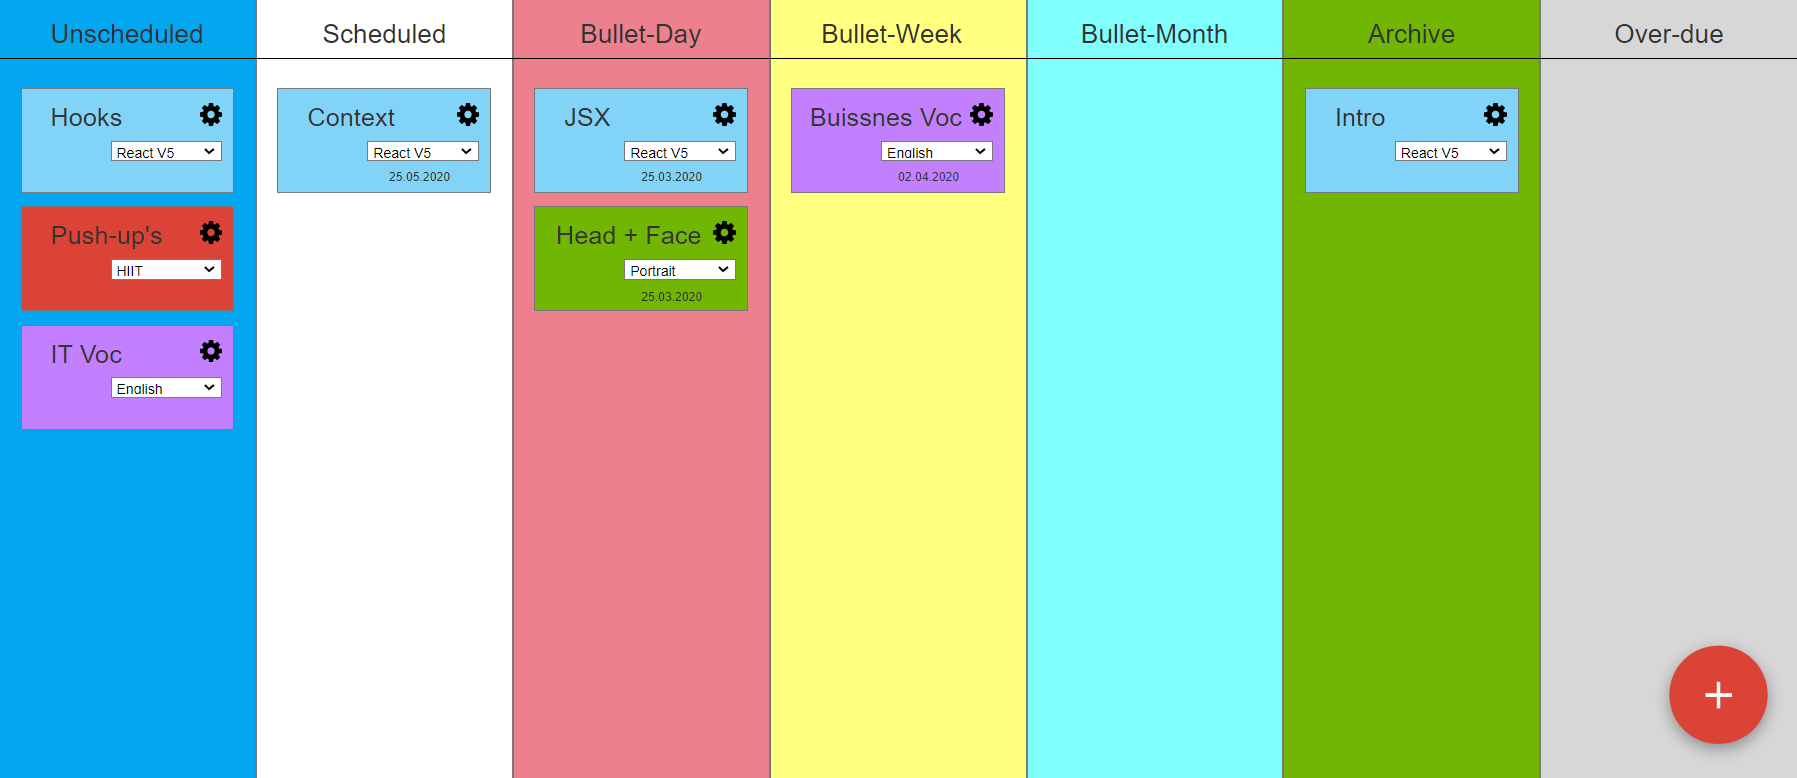 Unscheduled
Scheduled
Bullet-Day
Bullet-Week
Bullet-Month
Archive
Over-due
Hooks
React V5
Push-up's
HIIT
IT Voc
English
Context
React V5
25.05.2020
JSX
React V5
25.03.2020
Head + Face
Portrait
25.03.2020
Buissnes Voc
English
02.04.2020
Intro
React V5
+